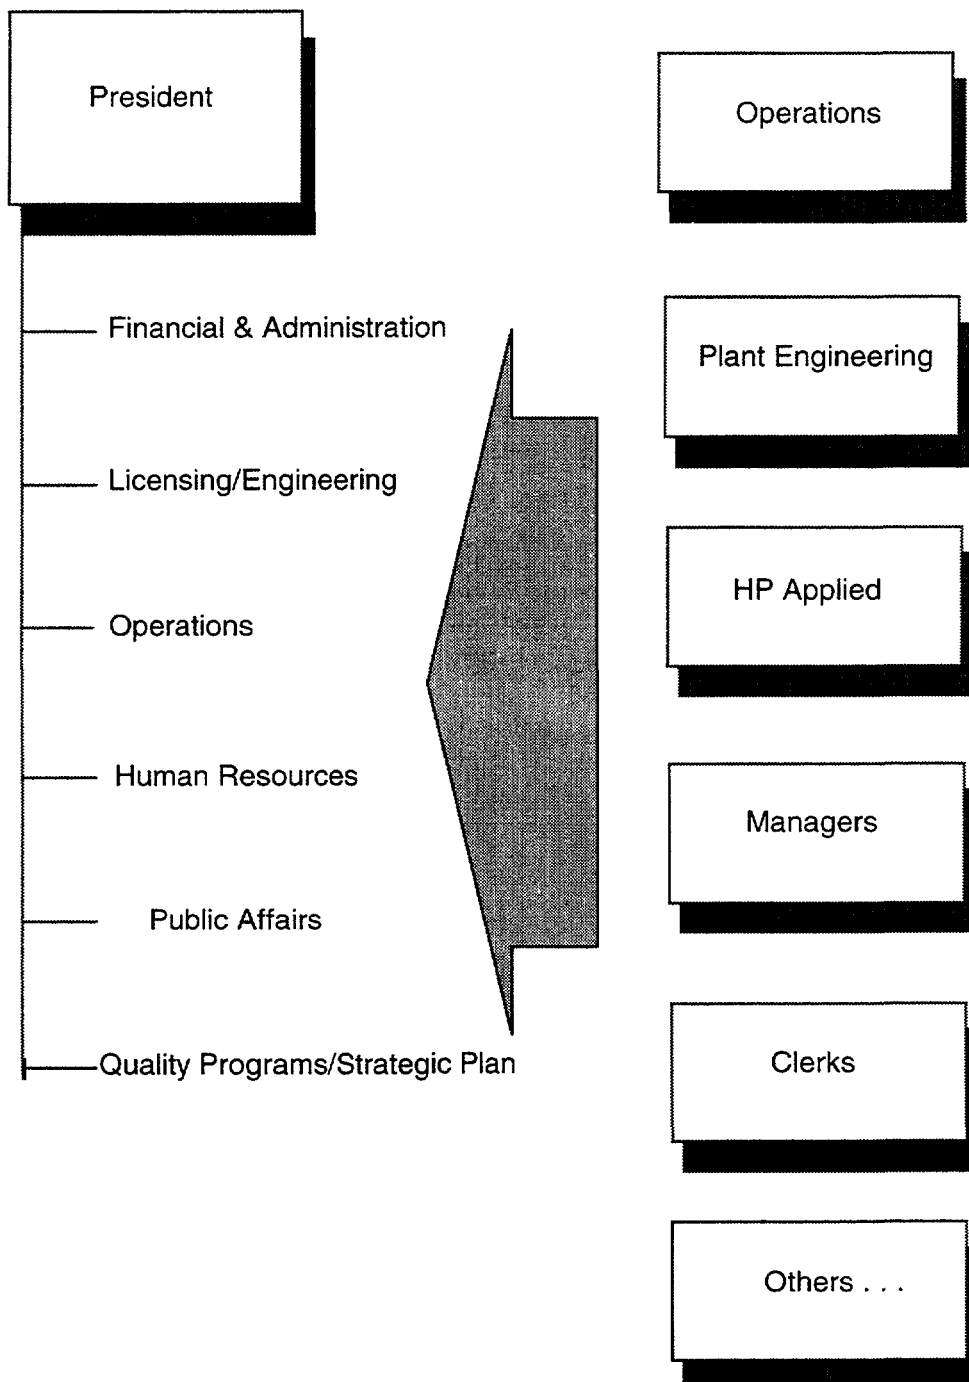 President
Financial & Administration
Licensing/Engineering
Operations
Human Resources
Public Affairs
Quality Programs/Strategic Plan
Operations
Plant Engineering
HP Applied
Managers
Clerks
Others . . .